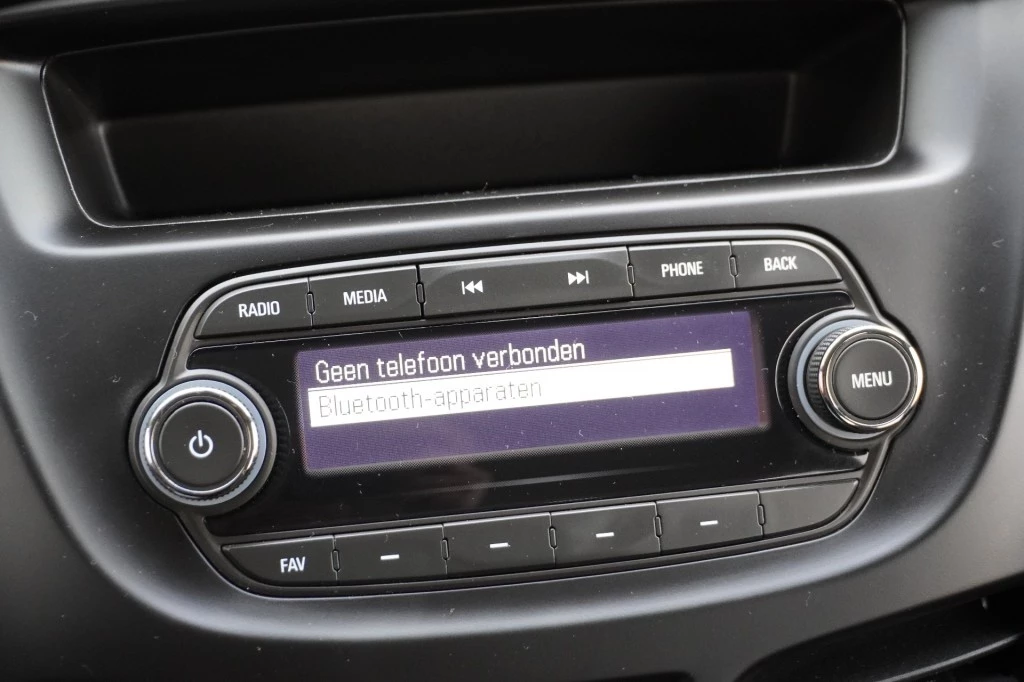 RADIO MEDIA PHONE BACK
Geen telefoon verbonden
Bluetooth-apparaten
MENU
FAV